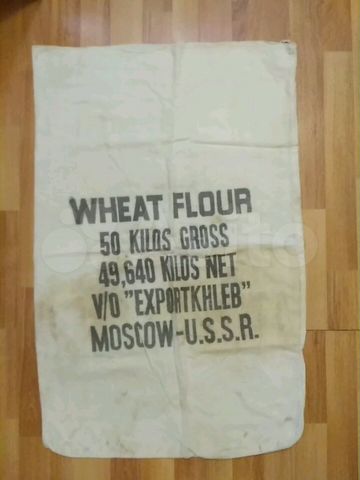 WHEAT FLOUR
50 KILOS GROSS
49,640 KILOS NET
V/O "EXPORTKHLEB"
MOSCOW-U.S.S.R.